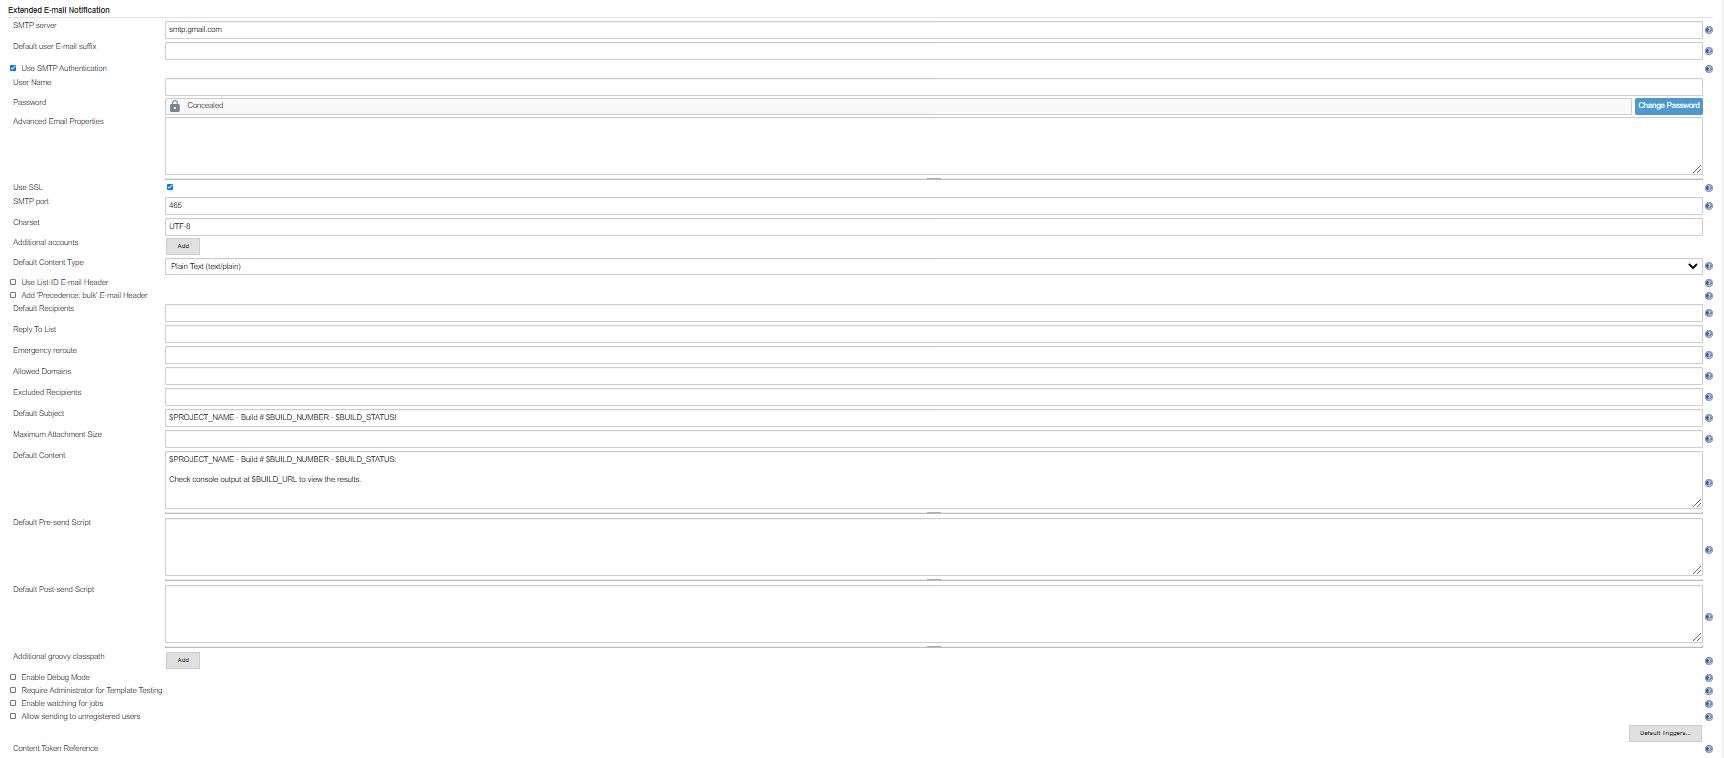 Extended E-mail Notification
SMTP server
smtp.gmail.com
Default user E-mail suffix
Use SMTP Authentication
User Name
Password
Concealed
Change Password
Advanced Email Properties
Use SSL
SMTP port
465
Charset
UTF-8
Additional accounts
Add
Default Content Type
Plain Text (text/plain)
Use List-ID E-mail Header
Add 'Precedence: bulk' E-mail Header
Default Recipients
Reply To List
Emergency reroute
Allowed Domains
Excluded Recipients
Default Subject
$PROJECT_NAME - Build # $BUILD_NUMBER - $BUILD_STATUS!
Maximum Attachment Size
Default Content
$PROJECT_NAME - Build # $BUILD_NUMBER - $BUILD_STATUS:
Check console output at $BUILD_URL to view the results.
Default Pre-send Script
Default Post-send Script
Additional groovy classpath
Add
Enable Debug Mode
Require Administrator for Template Testing
Enable watching for jobs
Allow sending to unregistered users
Default Triggers...
Content Token Reference